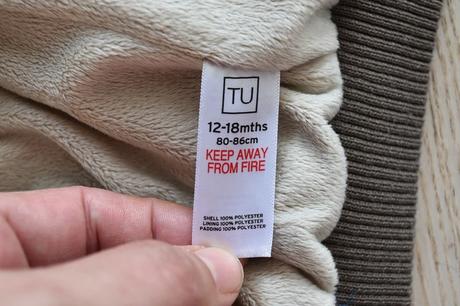 TU
12-18mths
80-86cm
KEEP AWAY
FROM FIRE
SHELL 100% POLYESTER
LINING 100% POLYESTER
PADDING 100% POLYESTER